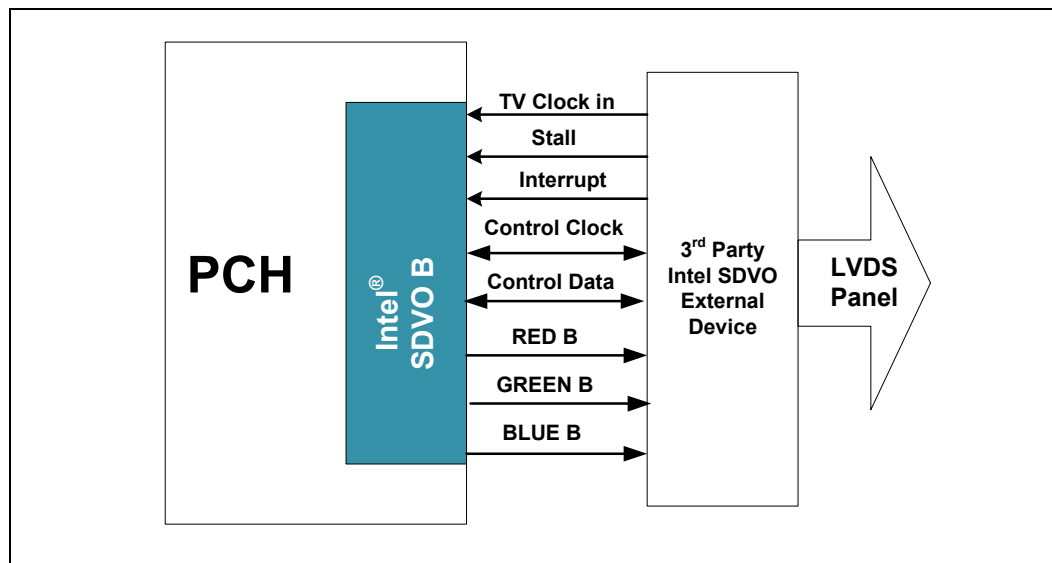 PCH
Intel®
SDVO B
TV Clock in
Stall
Interrupt
Control Clock
Control Data
RED B
GREEN B
BLUE B
3rd Party
Intel SDVO
External
Device
LVDS
Panel